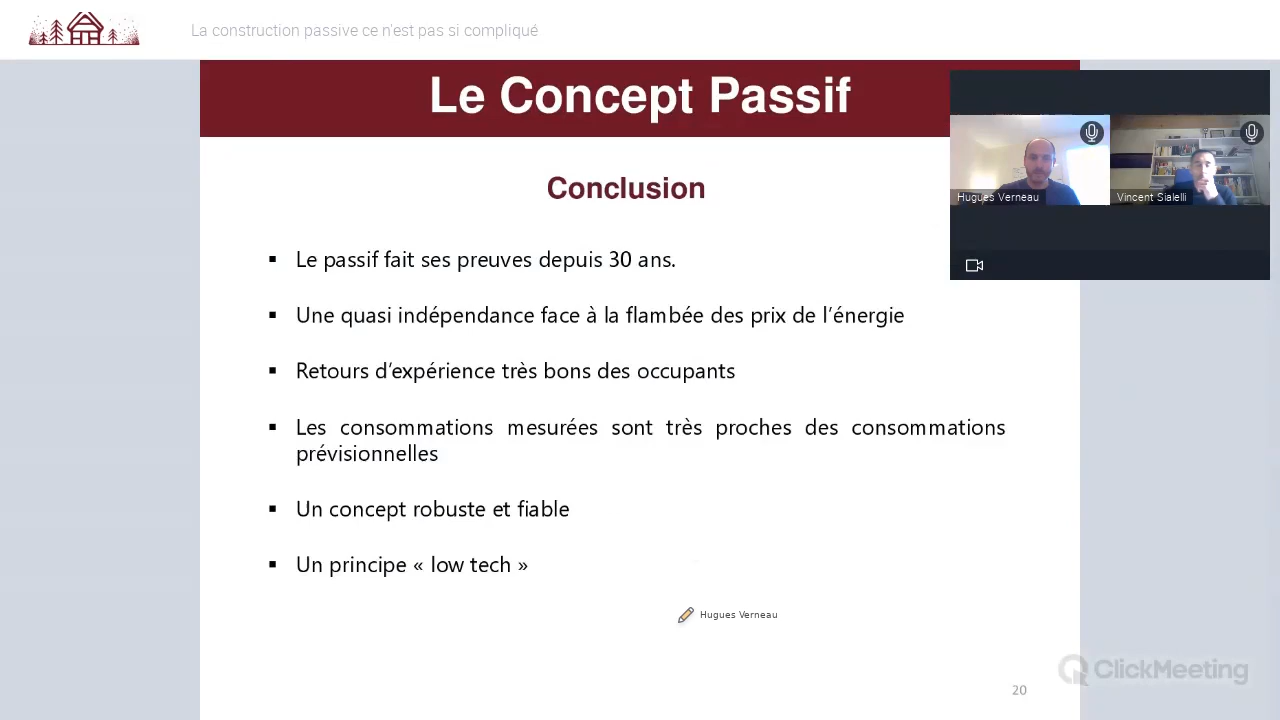 La construction passive ce n'est pas si compliqué
Le Concept Passif
Hugues Verneau
Vincent Sialelli
Conclusion
▪ Le passif fait ses preuves depuis 30 ans.
▪ Une quasi indépendance face à la flambée des prix de l’énergie
▪ Retours d’expérience très bons des occupants
▪ Les consommations mesurées sont très proches des consommations
prévisionnelles
▪ Un concept robuste et fiable
▪ Un principe « low tech »
Hugues Verneau
ClickMeeting
20